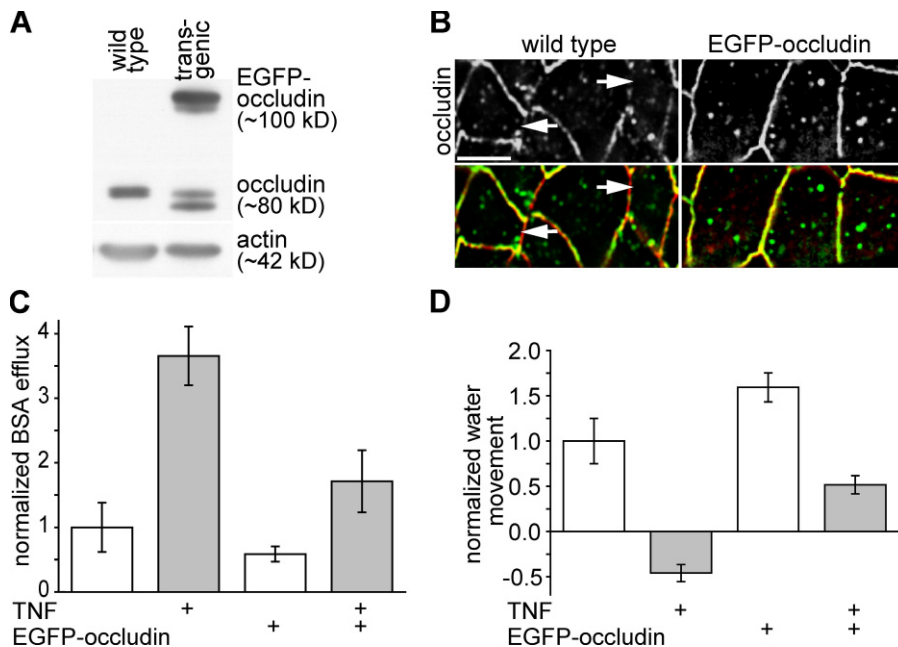 A
wild
type
trans-
genic
EGFP-
occludin
(~100 kD)
occludin
(~80 kD)
actin
(~42 kD)
B
wild type
EGFP-occludin
occludin
C
normalized BSA efflux
4
2
1
0
TNF
+
+
EGFP-occludin
+
+
D
normalized water
movement
2.0
1.5
1.0
0.5
0.0
-0.5
TNF
+
+
EGFP-occludin
+
+